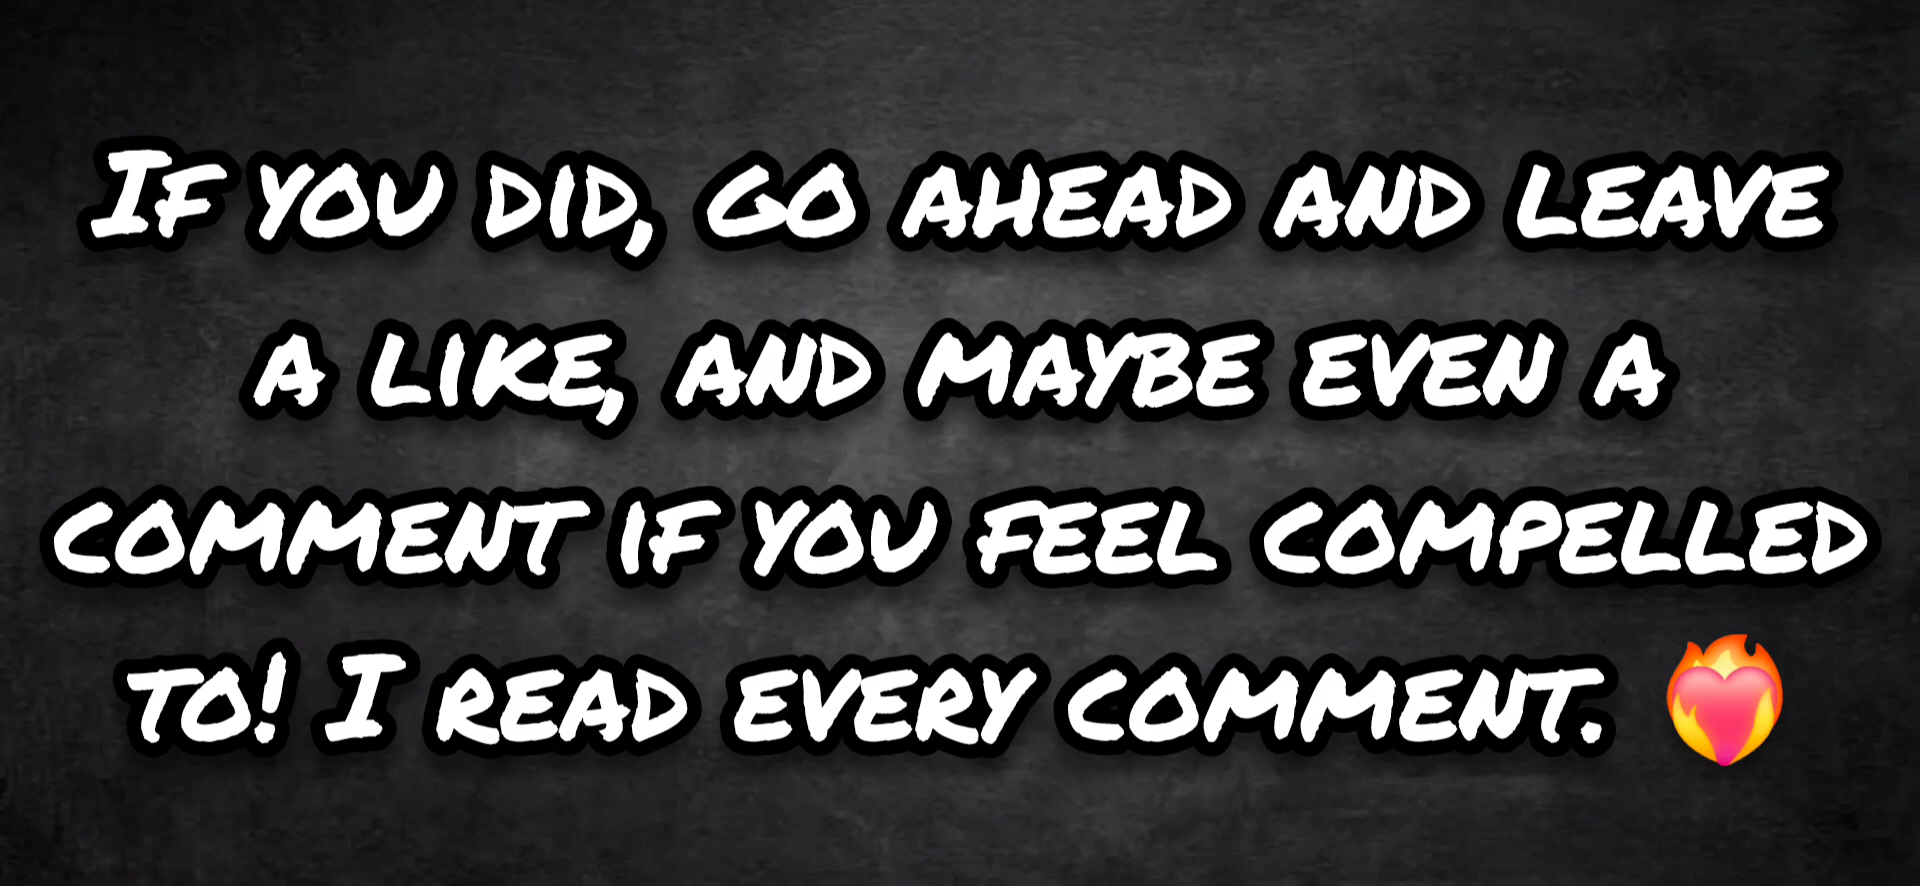 If you did, go ahead and leave
a like, and maybe even a
comment if you feel compelled
to! I read every comment. ❤️‍🔥